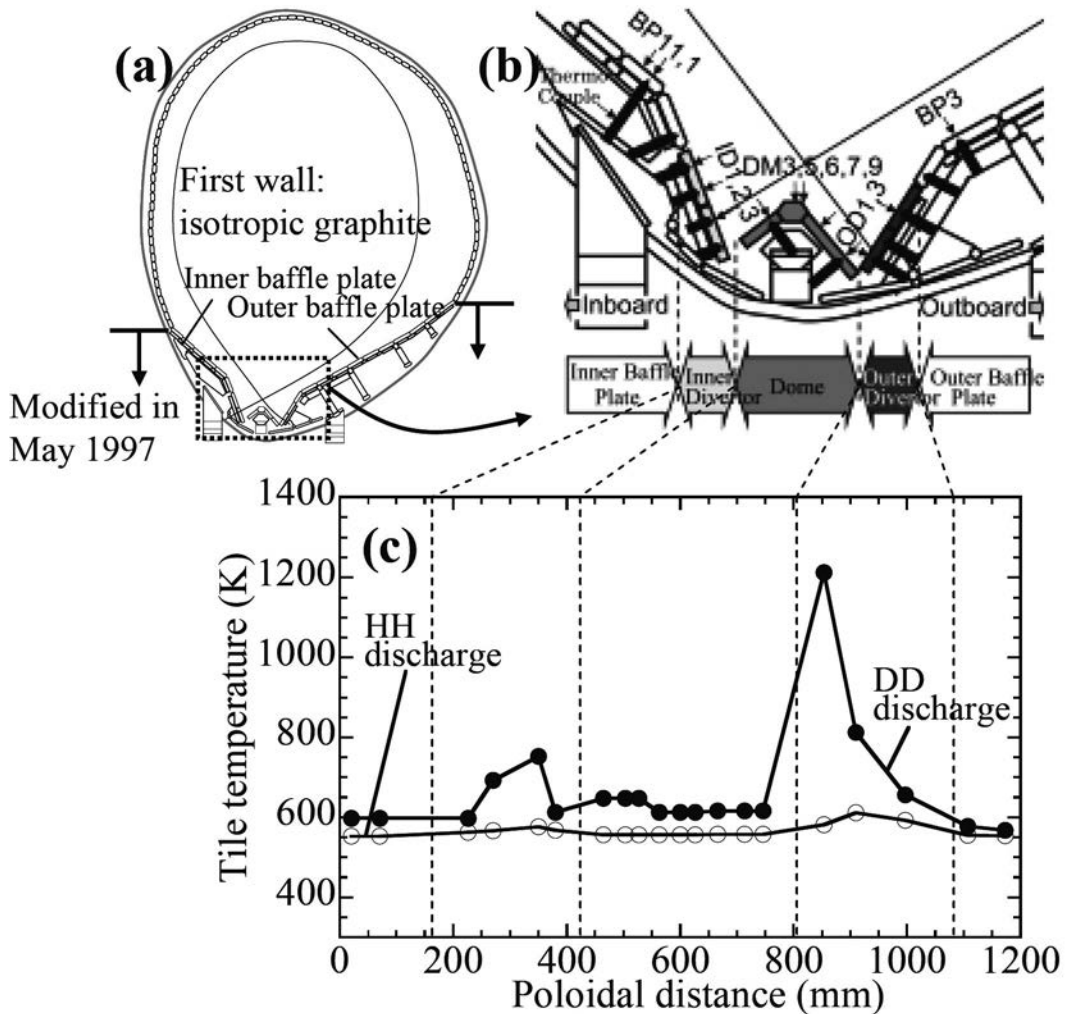 (a)
First wall:
isotropic graphite
Inner baffle plate
Outer baffle plate
Modified in
May 1997
(b)
BP11,1
Thermo
Couple
ID1,2,3
DM3,5,6,7,9
OD1,3
BP3
Inboard
Outboard
Inner Baffle
Plate
Inner
Divertor
Dome
Outer
Divertor
Outer Baffle
Plate
(c)
Tile temperature (K)
1400
1200
1000
800
600
400
HH
discharge
DD
discharge
0
200
400
600
800
1000
1200
Poloidal distance (mm)